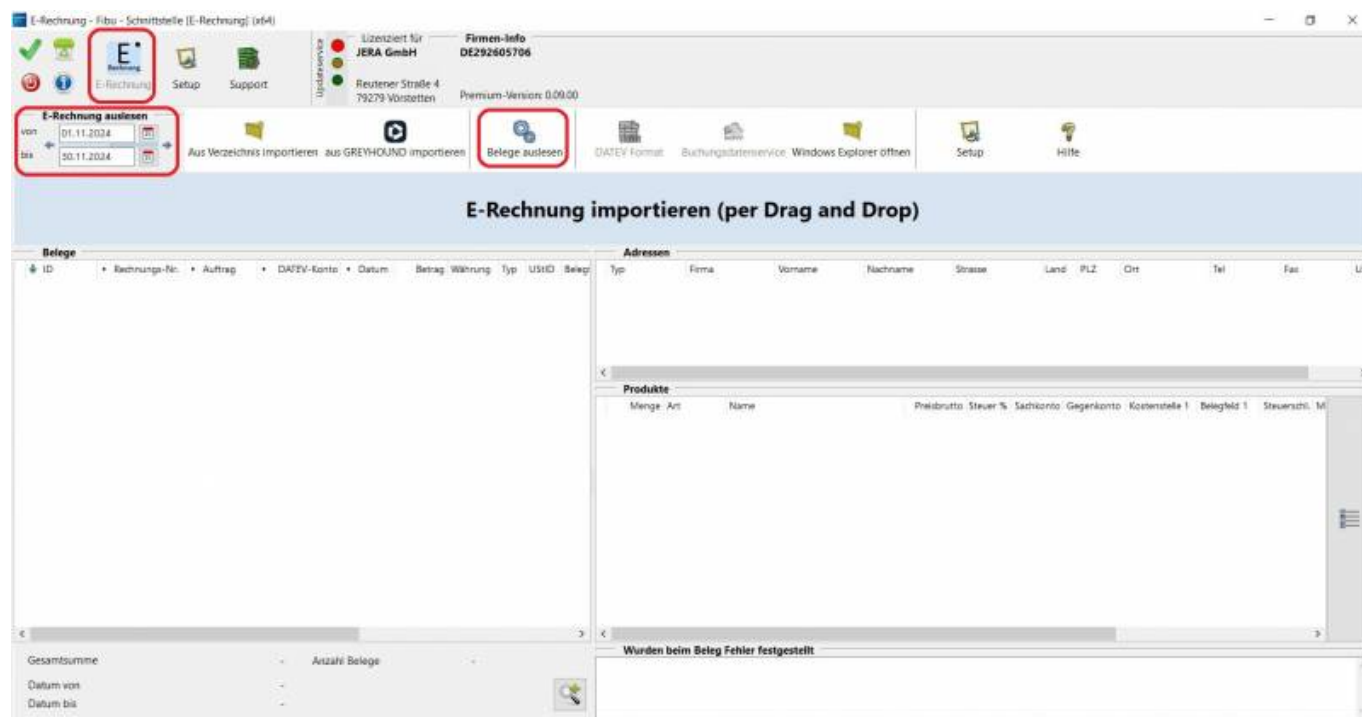 E-Rechnung - Fibu - Schnittstelle [E-Rechnung] (x64)
E
Rechnung
E-Rechnung
Setup
Support
Updateservice
Lizenziert für
JERA GmbH
Reutener Straße 4
79279 Vörstetten
Firmen-Info
DE292605706
Premium-Version: 0.09.00
E-Rechnung auslesen
von 01.11.2024
bis 30.11.2024
Aus Verzeichnis importieren aus GREYHOUND importieren Belege auslesen DATEV Format Buchungsdatenservice Windows Explorer öffnen Setup Hilfe
E-Rechnung importieren (per Drag and Drop)
Belege
ID Rechnungs-Nr. Auftrag DATEV-Konto Datum Betrag Währung Typ UStID Beleg
Adressen
Typ Firma Vorname Nachname Strasse Land PLZ Ort Tel Fax
Produkte
Menge Art Name Preisbrutto Steuer % Sachkonto Gegenkonto Kostenstelle 1 Belegfeld 1 Steuerschl. M
Gesamtsumme - Anzahl Belege -
Datum von -
Datum bis -
Wurden beim Beleg Fehler festgestellt